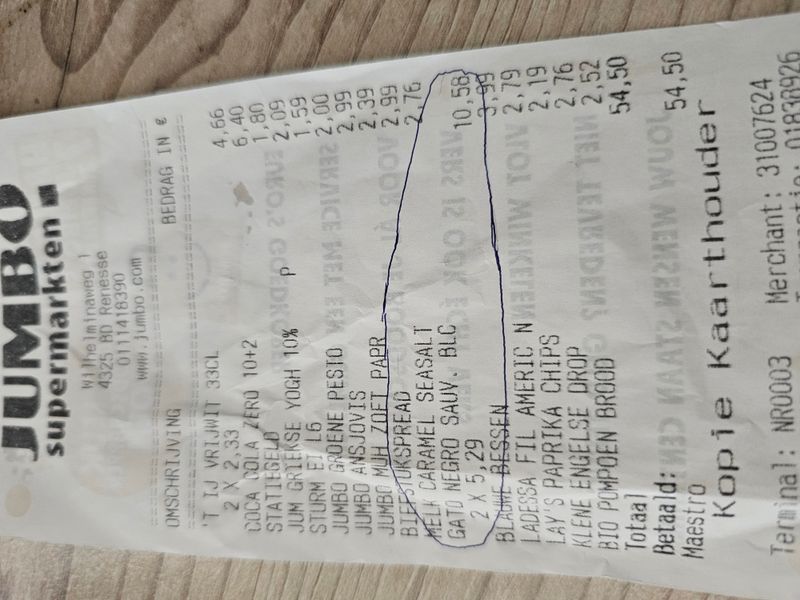 JUMBO
supermarkten
Wilhelminaweg 1
4325 BD Renesse
0111418390
www.jumbo.com
OMSCHRIJVING BEDRAG IN €
'T IJ VRIJWIT 33CL
2 X 2,33 4,66
COCA COLA ZERO 10+2 6,40
STATIEGELD 1,80
JUM GRIEKSE YOGH 10% P 2,09
STURM EI L6 1,59
JUMBO GROENE PESTO 2,00
JUMBO ANSJOVIS 2,99
JUMBO MUH ZOET PAPR 2,39
BIEFSTUKSPREAD 2,99
MELK CARAMEL SEASALT 2,76
GATO NEGRO SAUV. BLC
2 X 5,29 10,58
BLAUWE BESSEN 3,99
LADESSA FIL AMERIC N 2,79
LAY'S PAPRIKA CHIPS 2,19
KLENE ENGELSE DROP 2,76
BIO POMPOEN BROOD 2,52
Totaal 54,50
Betaald:
Maestro 54,50
Kopie Kaarthouder
Terminal: NR0003 Merchant: 31007624
01830926